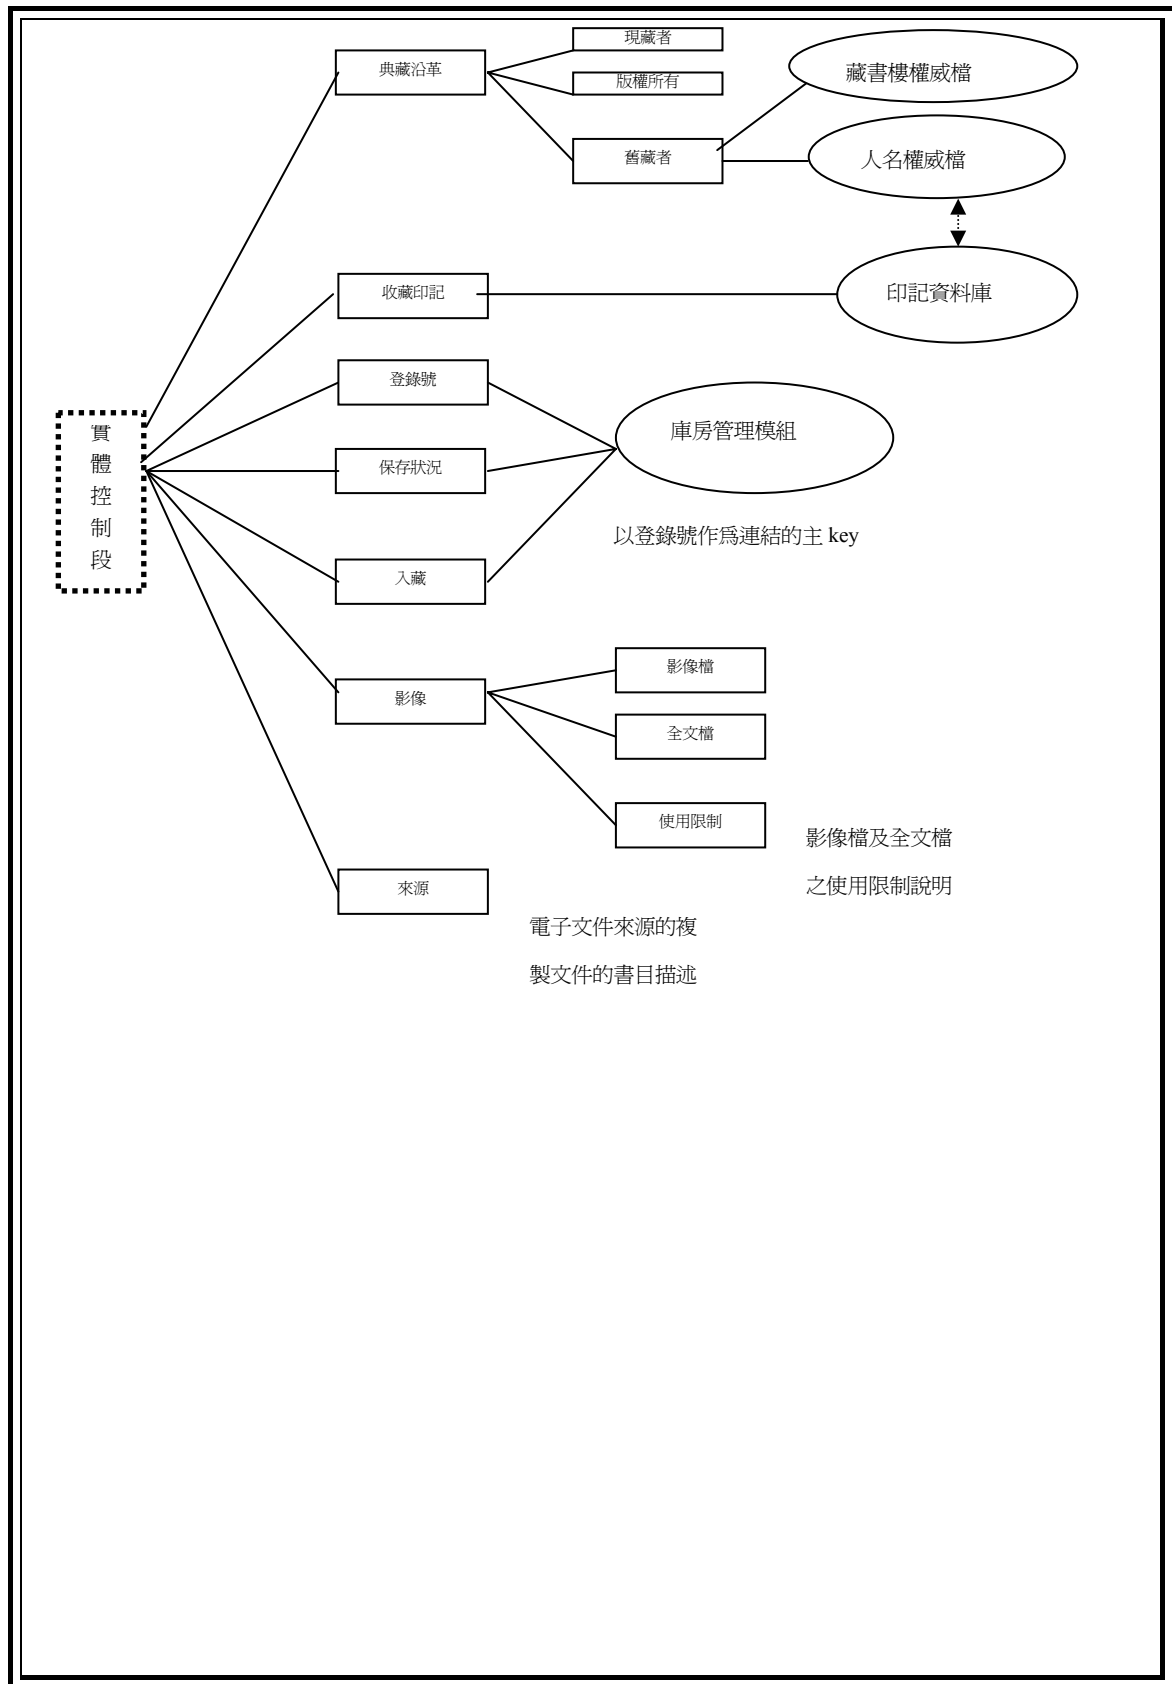 現藏者
典藏沿革
藏書樓權威檔
版權所有
舊藏者
人名權威檔
收藏印記
印記資料庫
登錄號
實體控制段
庫房管理模組
保存狀況
以登錄號作爲連結的主 key
入藏
影像檔
影像
全文檔
使用限制
影像檔及全文檔
之使用限制說明
來源
電子文件來源的複
製文件的書目描述